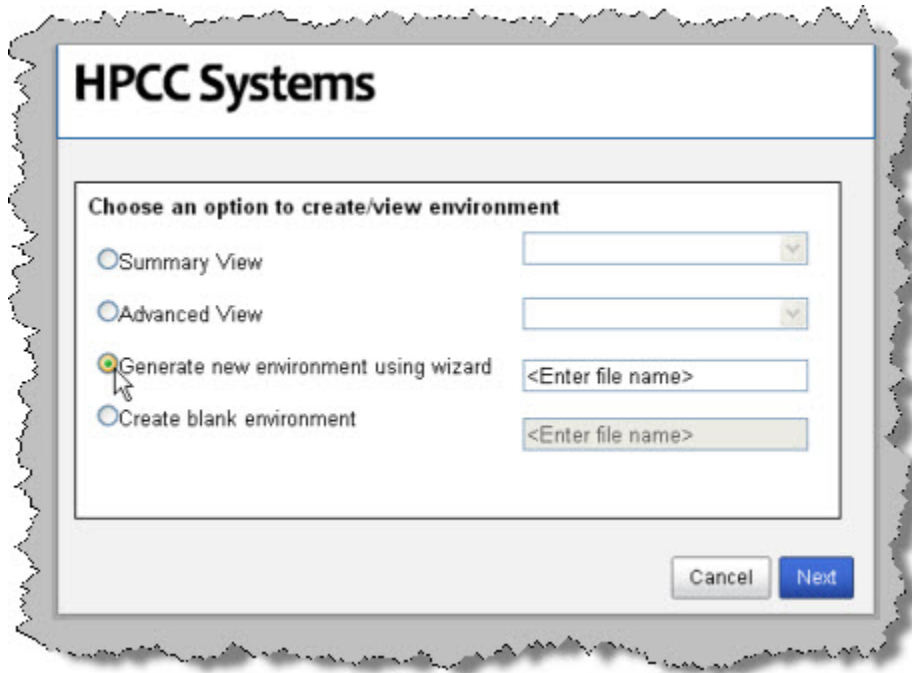 HPCC Systems
Choose an option to create/view environment
Summary View
Advanced View
Generate new environment using wizard
<Enter file name>
Create blank environment
<Enter file name>
Cancel
Next